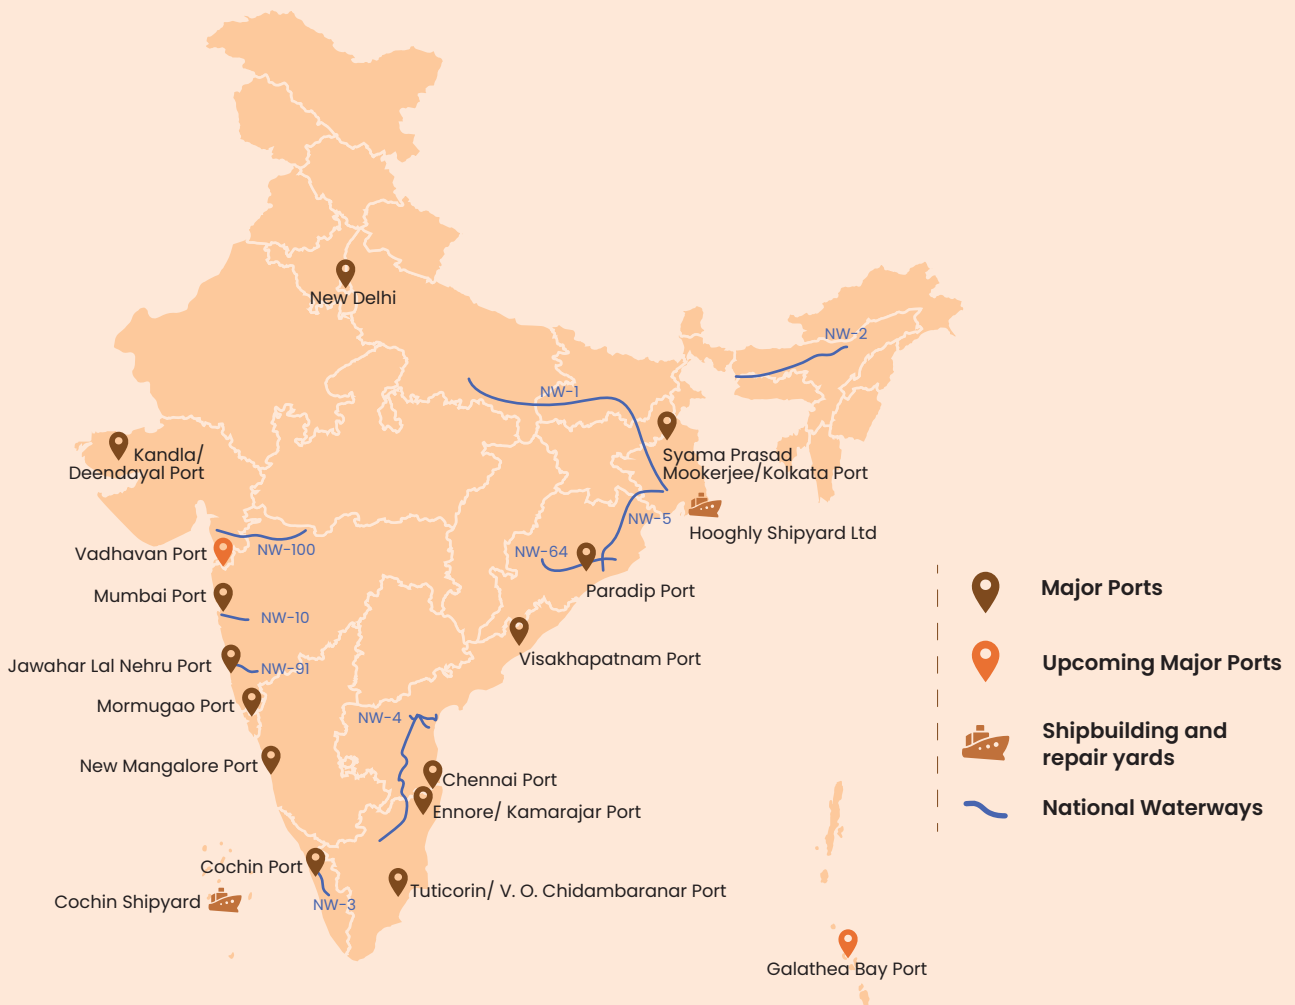 New Delhi
NW-2
NW-1
Kandla/
Deendayal Port
Syama Prasad
Mookerjee/Kolkata Port
NW-5
Hooghly Shipyard Ltd
NW-100
NW-64
Vadhavan Port
Paradip Port
Mumbai Port
NW-10
Visakhapatnam Port
Jawahar Lal Nehru Port
NW-91
Mormugao Port
NW-4
New Mangalore Port
Chennai Port
Ennore/ Kamarajar Port
Cochin Port
Tuticorin/ V. O. Chidambaranar Port
Cochin Shipyard
NW-3
Galathea Bay Port
Major Ports
Upcoming Major Ports
Shipbuilding and
repair yards
National Waterways